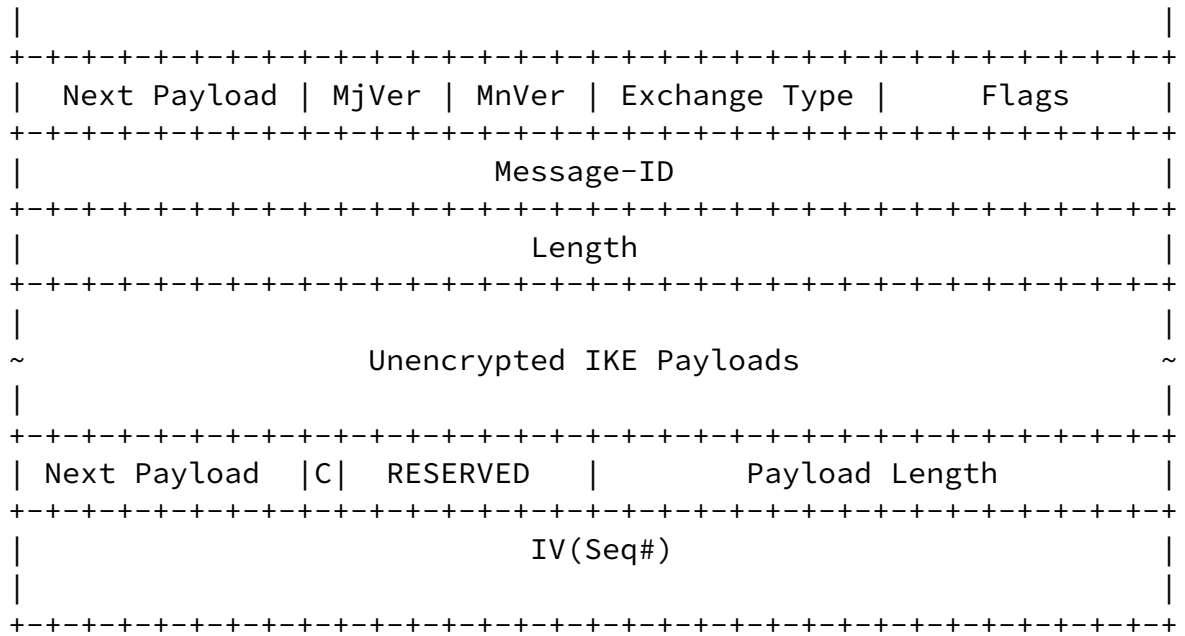 |                                                               |
+-+-+-+-+-+-+-+-+-+-+-+-+-+-+-+-+-+-+-+-+-+-+-+-+-+-+-+-+-+-+-+-+
|  Next Payload | MjVer | MnVer | Exchange Type |     Flags     |
+-+-+-+-+-+-+-+-+-+-+-+-+-+-+-+-+-+-+-+-+-+-+-+-+-+-+-+-+-+-+-+-+
|                          Message-ID                           |
+-+-+-+-+-+-+-+-+-+-+-+-+-+-+-+-+-+-+-+-+-+-+-+-+-+-+-+-+-+-+-+-+
|                            Length                             |
+-+-+-+-+-+-+-+-+-+-+-+-+-+-+-+-+-+-+-+-+-+-+-+-+-+-+-+-+-+-+-+-+
|                                                               |
~                   Unencrypted IKE Payloads                    ~
|                                                               |
+-+-+-+-+-+-+-+-+-+-+-+-+-+-+-+-+-+-+-+-+-+-+-+-+-+-+-+-+-+-+-+-+
| Next Payload  |C|  RESERVED   |        Payload Length         |
+-+-+-+-+-+-+-+-+-+-+-+-+-+-+-+-+-+-+-+-+-+-+-+-+-+-+-+-+-+-+-+-+
|                            IV(Seq#)                           |
|                                                               |
+-+-+-+-+-+-+-+-+-+-+-+-+-+-+-+-+-+-+-+-+-+-+-+-+-+-+-+-+-+-+-+-+